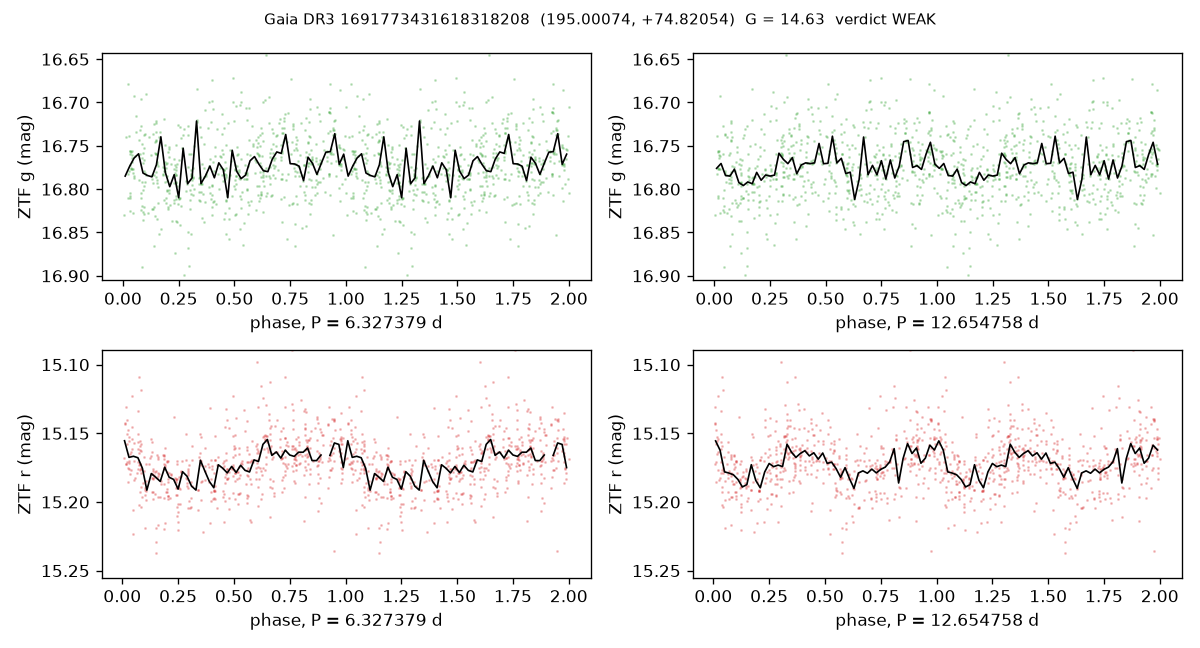 Gaia DR3 1691773431618318208 (195.00074, +74.82054) G = 14.63 verdict WEAK
ZTF g (mag)
16.65
16.70
16.75
16.80
16.85
16.90
0.00 0.25 0.50 0.75 1.00 1.25 1.50 1.75 2.00
phase, P = 6.327379 d
ZTF g (mag)
16.65
16.70
16.75
16.80
16.85
16.90
0.00 0.25 0.50 0.75 1.00 1.25 1.50 1.75 2.00
phase, P = 12.654758 d
ZTF r (mag)
15.10
15.15
15.20
15.25
0.00 0.25 0.50 0.75 1.00 1.25 1.50 1.75 2.00
phase, P = 6.327379 d
ZTF r (mag)
15.10
15.15
15.20
15.25
0.00 0.25 0.50 0.75 1.00 1.25 1.50 1.75 2.00
phase, P = 12.654758 d